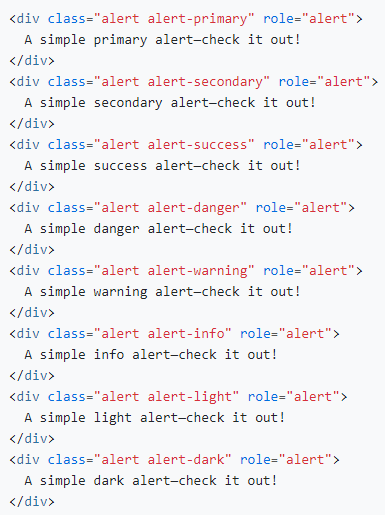 <div class="alert alert-primary" role="alert">
  A simple primary alert—check it out!
</div>
<div class="alert alert-secondary" role="alert">
  A simple secondary alert—check it out!
</div>
<div class="alert alert-success" role="alert">
  A simple success alert—check it out!
</div>
<div class="alert alert-danger" role="alert">
  A simple danger alert—check it out!
</div>
<div class="alert alert-warning" role="alert">
  A simple warning alert—check it out!
</div>
<div class="alert alert-info" role="alert">
  A simple info alert—check it out!
</div>
<div class="alert alert-light" role="alert">
  A simple light alert—check it out!
</div>
<div class="alert alert-dark" role="alert">
  A simple dark alert—check it out!
</div>